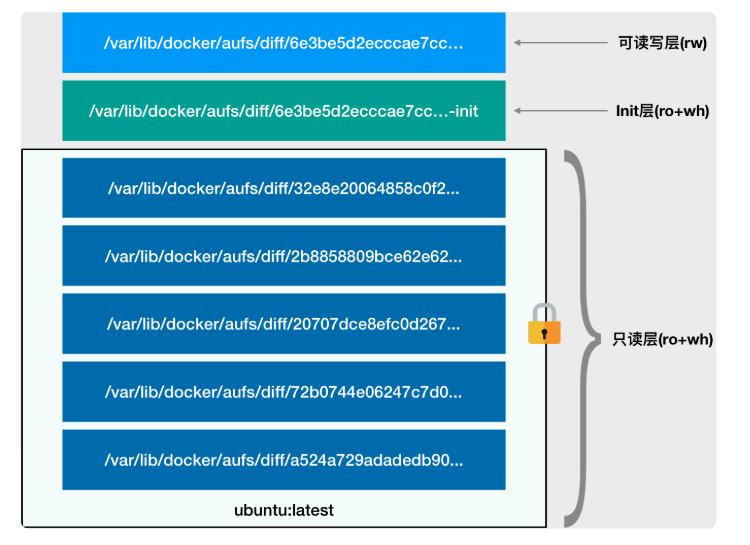 /var/lib/docker/aufs/diff/6e3be5d2ecccae7cc... 可读写层(rw)
/var/lib/docker/aufs/diff/6e3be5d2ecccae7cc...-init Init层(ro+wh)
/var/lib/docker/aufs/diff/32e8e20064858c0f2...
/var/lib/docker/aufs/diff/2b8858809bce62e62...
/var/lib/docker/aufs/diff/20707dce8efc0d267...
只读层(ro+wh)
/var/lib/docker/aufs/diff/72b0744e06247c7d0...
/var/lib/docker/aufs/diff/a524a729adadedb90...
ubuntu:latest